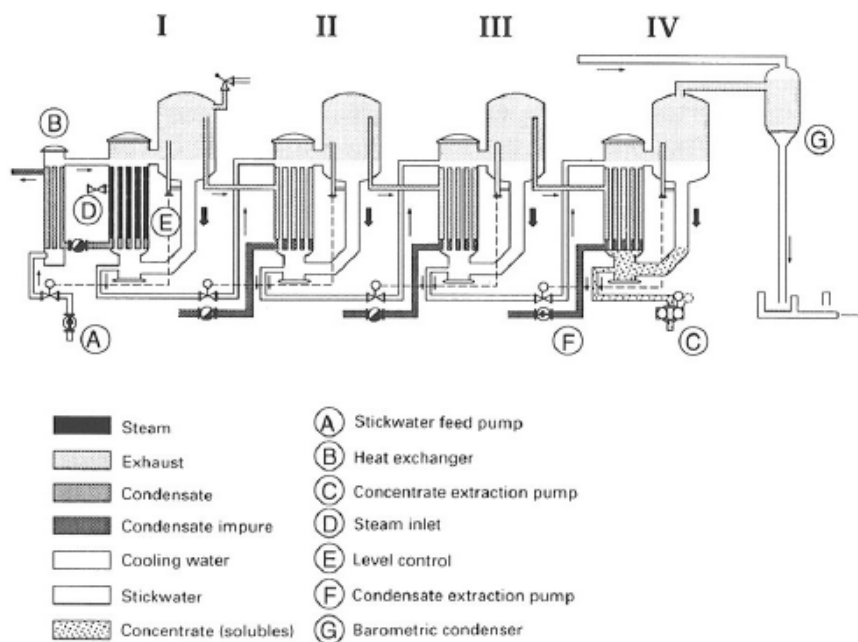 I II III IV
B
G
D
E
A
F
C
Steam
Exhaust
Condensate
Condensate impure
Cooling water
Stickwater
Concentrate (solubles)
A Stickwater feed pump
B Heat exchanger
C Concentrate extraction pump
D Steam inlet
E Level control
F Condensate extraction pump
G Barometric condenser